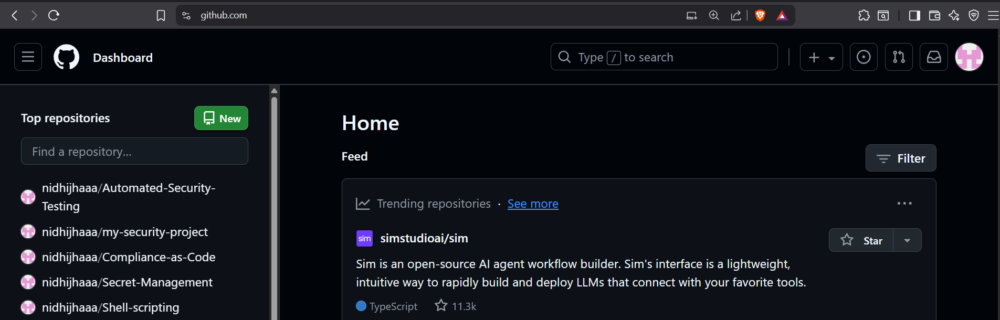 github.com
Dashboard
Type / to search
Top repositories
New
Find a repository...
nidhijhaaa/Automated-Security-
Testing
nidhijhaaa/my-security-project
nidhijhaaa/Compliance-as-Code
nidhijhaaa/Secret-Management
nidhijhaaa/Shell-scripting
Home
Feed
Filter
Trending repositories · See more
sim
simstudioai/sim
Star
Sim is an open-source AI agent workflow builder. Sim's interface is a lightweight,
intuitive way to rapidly build and deploy LLMs that connect with your favorite tools.
TypeScript 11.3k